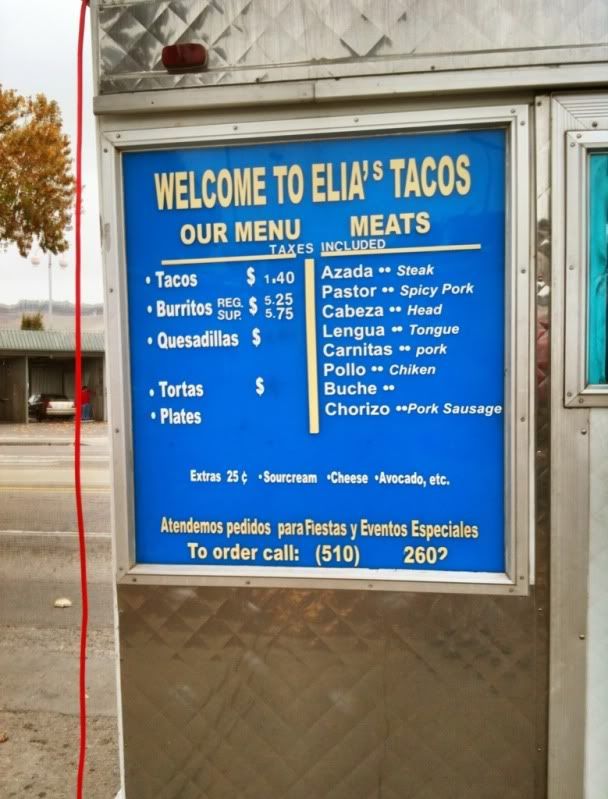 WELCOME TO ELIA'S TACOS
OUR MENU MEATS
TAXES INCLUDED
• Tacos $ 1.40
• Burritos REG. $ 5.25
SUP. 5.75
• Quesadillas $
• Tortas $
• Plates
Azada •• Steak
Pastor •• Spicy Pork
Cabeza •• Head
Lengua •• Tongue
Carnitas •• pork
Pollo •• Chiken
Buche ••
Chorizo ••Pork Sausage
Extras 25¢ •Sourcream •Cheese •Avocado, etc.
Atendemos pedidos para Fiestas y Eventos Especiales
To order call: (510) 260?